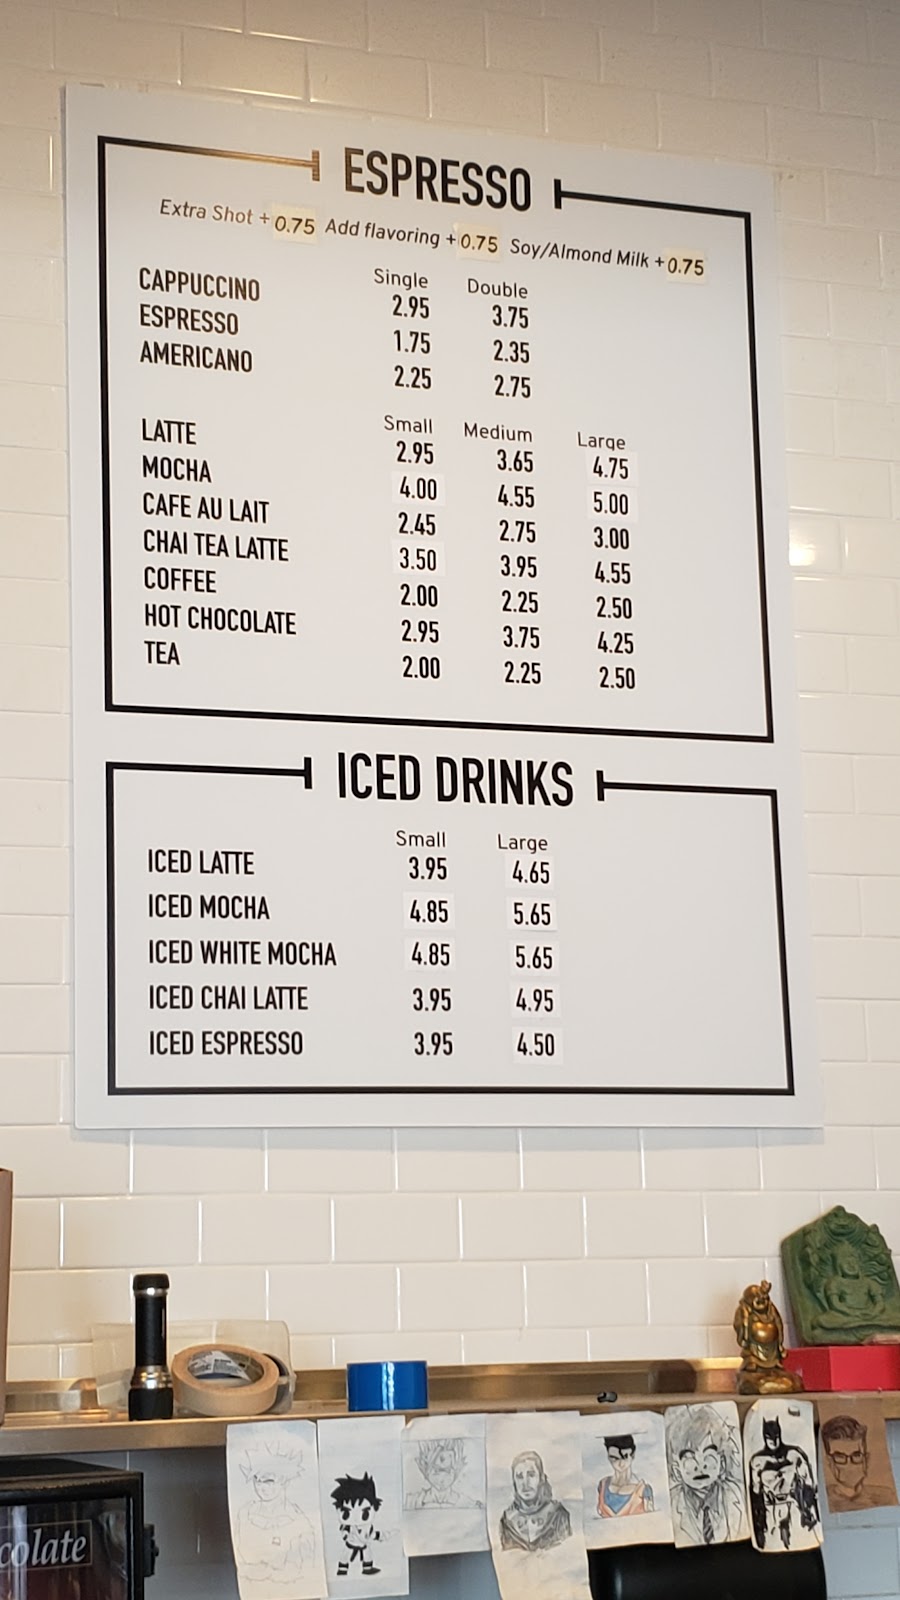 ESPRESSO
Extra Shot + 0.75 Add flavoring + 0.75 Soy/Almond Milk + 0.75
Single Double
CAPPUCCINO 2.95 3.75
ESPRESSO 1.75 2.35
AMERICANO 2.25 2.75
Small Medium Large
LATTE 2.95 3.65 4.75
MOCHA 4.00 4.55 5.00
CAFE AU LAIT 2.45 2.75 3.00
CHAI TEA LATTE 3.50 3.95 4.55
COFFEE 2.00 2.25 2.50
HOT CHOCOLATE 2.95 3.75 4.25
TEA 2.00 2.25 2.50
ICED DRINKS
Small Large
ICED LATTE 3.95 4.65
ICED MOCHA 4.85 5.65
ICED WHITE MOCHA 4.85 5.65
ICED CHAI LATTE 3.95 4.95
ICED ESPRESSO 3.95 4.50
colate